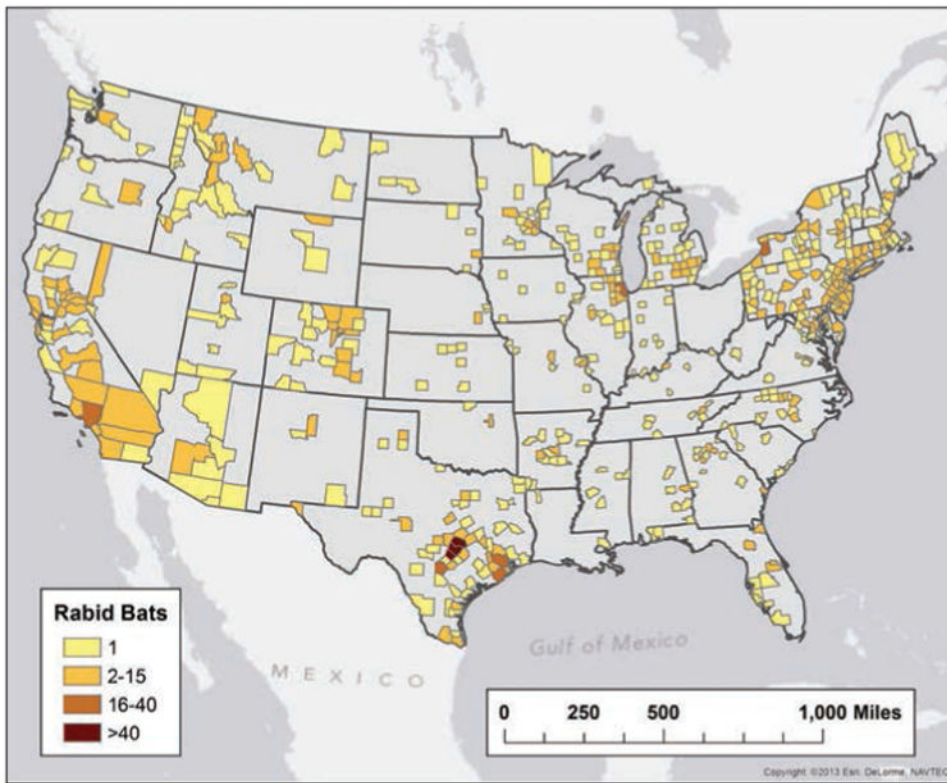 Gulf of Mexico
MEXICO
Rabid Bats
1
2-15
16-40
>40
0 250 500 1,000 Miles
Copyright ©2013 Esri, DeLorme, NAVTEC